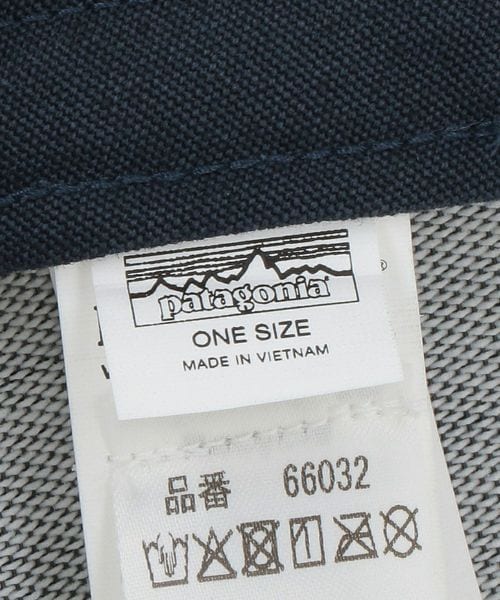 patagonia
ONE SIZE
MADE IN VIETNAM
品番 66032